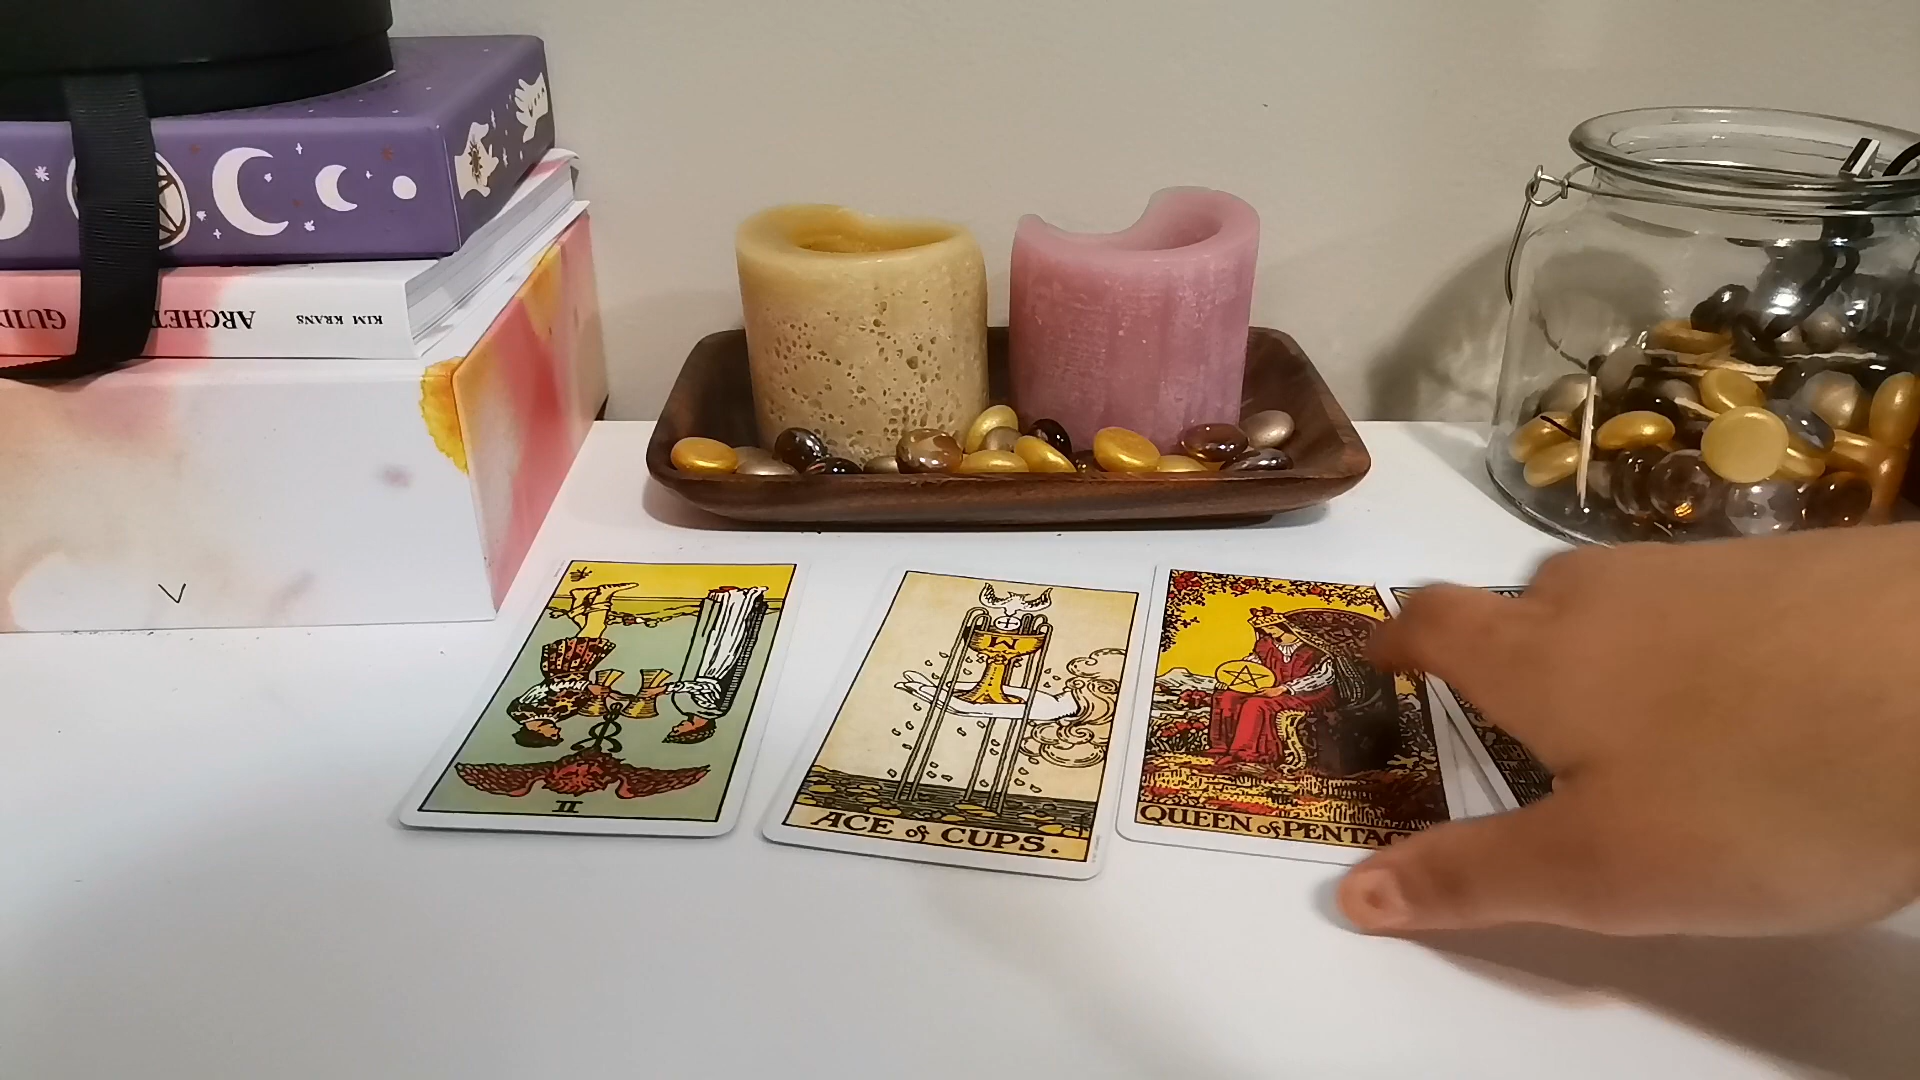 GUID
ARCHET
KIM KRANS
II
ACE of CUPS.
QUEEN of PENTAC